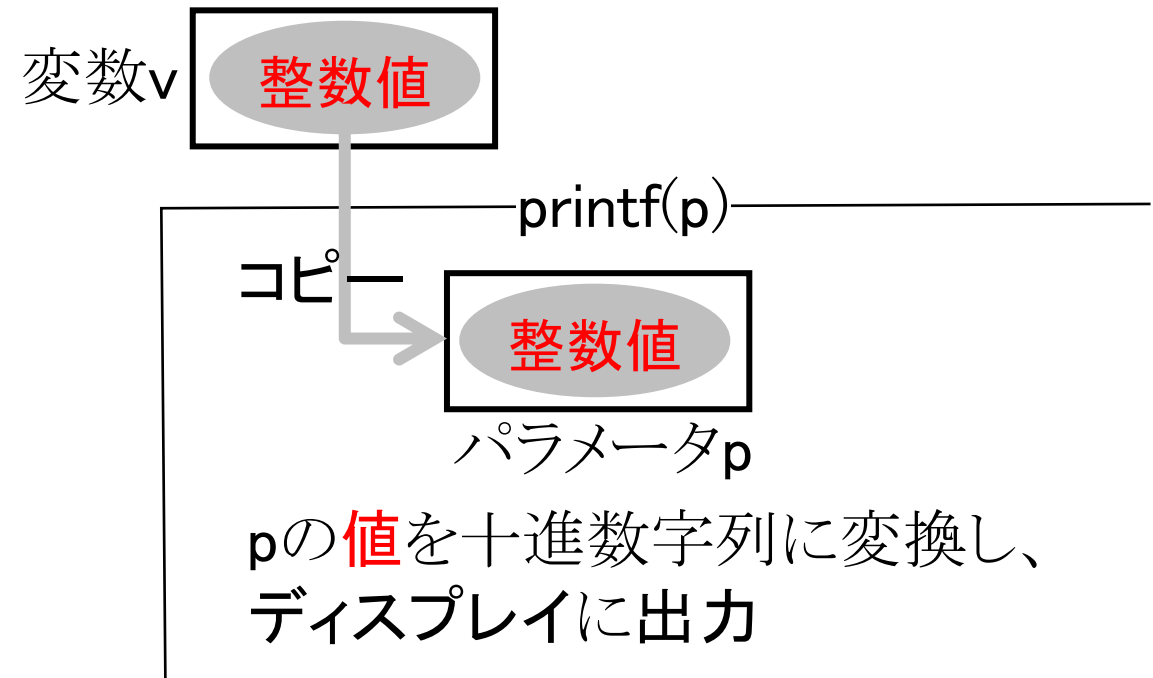 変数v
整数値
printf(p)
コピー
整数値
パラメータp
pの値を十進数字列に変換し、
ディスプレイに出力